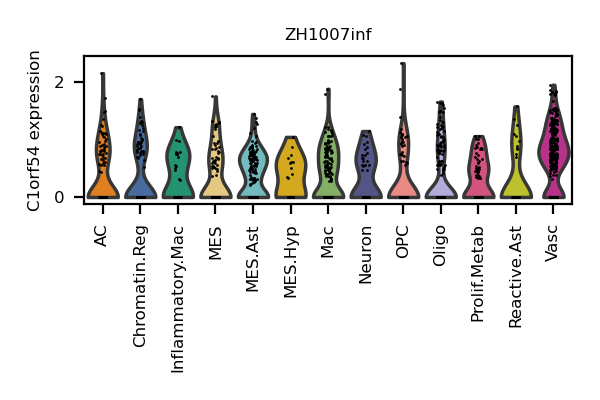 ZH1007inf
C1orf54 expression
2
0
AC
Chromatin.Reg
Inflammatory.Mac
MES
MES.Ast
MES.Hyp
Mac
Neuron
OPC
Oligo
Prolif.Metab
Reactive.Ast
Vasc